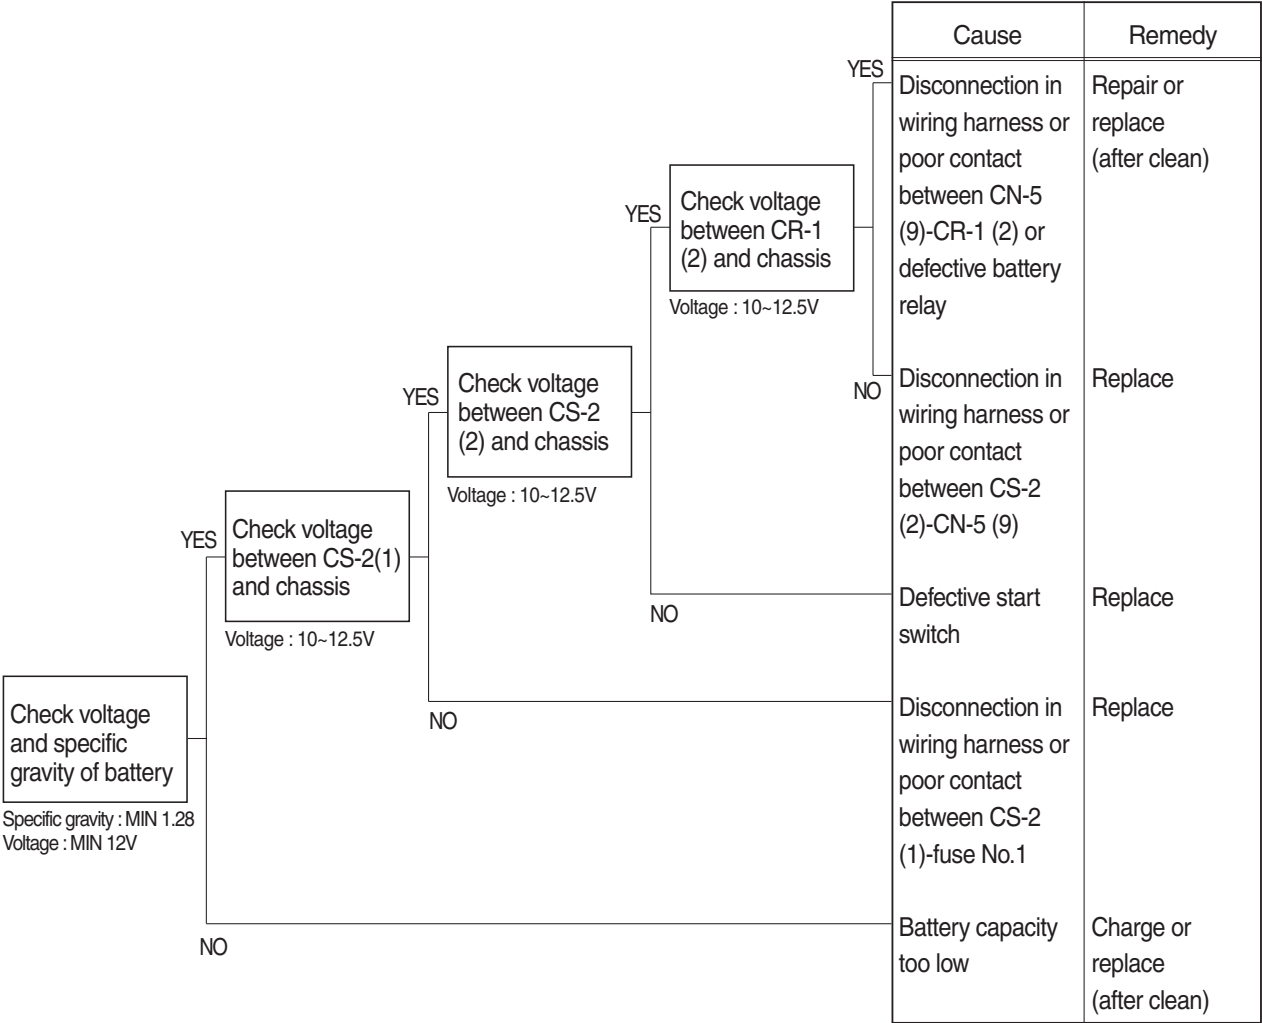 Cause
Remedy
YES
Disconnection in
wiring harness or
poor contact
between CN-5
(9)-CR-1 (2) or
defective battery
relay
Repair or
replace
(after clean)
YES
Check voltage
between CR-1
(2) and chassis
Voltage : 10~12.5V
NO
Disconnection in
wiring harness or
poor contact
between CS-2
(2)-CN-5 (9)
Replace
YES
Check voltage
between CS-2
(2) and chassis
Voltage : 10~12.5V
NO
Defective start
switch
Replace
YES
Check voltage
between CS-2(1)
and chassis
Voltage : 10~12.5V
NO
Disconnection in
wiring harness or
poor contact
between CS-2
(1)-fuse No.1
Replace
Check voltage
and specific
gravity of battery
Specific gravity : MIN 1.28
Voltage : MIN 12V
NO
Battery capacity
too low
Charge or
replace
(after clean)